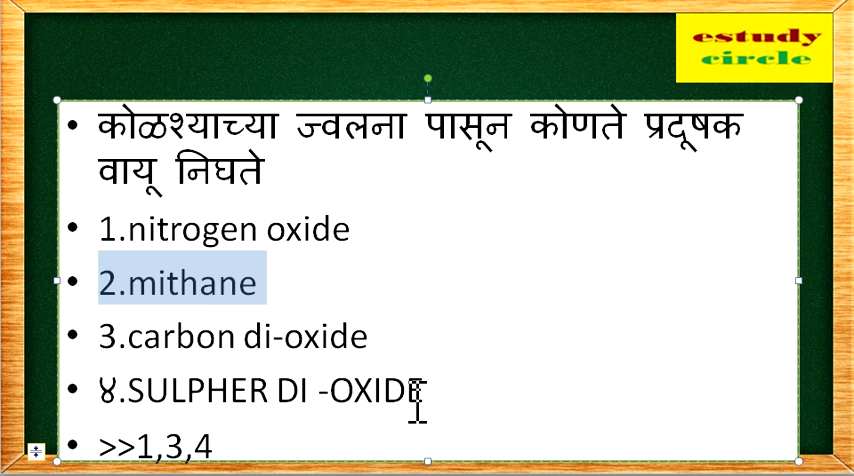 estudy
circle
• कोळश्याच्या ज्वलना पासून कोणते प्रदूषक
वायू निघते
• 1.nitrogen oxide
• 2.mithane
• 3.carbon di-oxide
• ४.SULPHER DI -OXIDE
• >>1,3,4